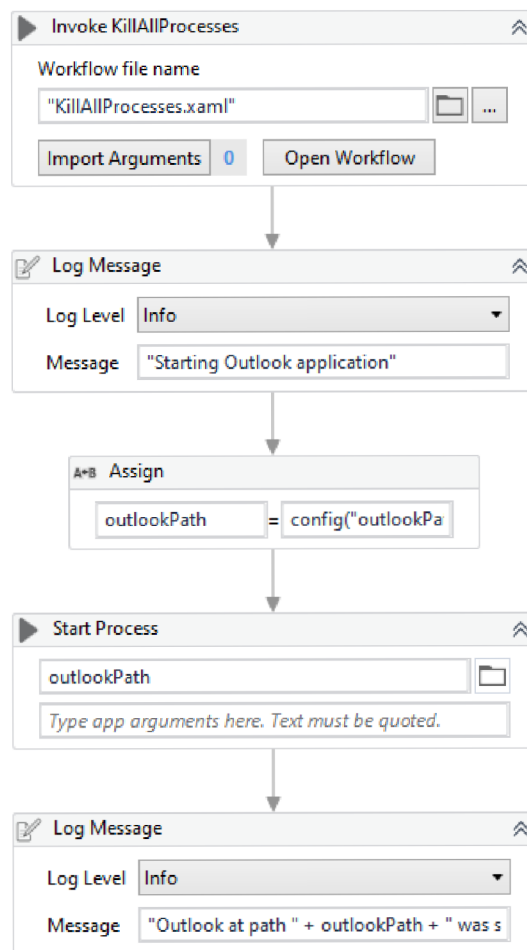 Invoke KillAllProcesses
Workflow file name
"KillAllProcesses.xaml"
...
Import Arguments 0 Open Workflow
Log Message
Log Level Info
Message "Starting Outlook application"
A+B Assign
outlookPath = config("outlookPa
Start Process
outlookPath
Type app arguments here. Text must be quoted.
Log Message
Log Level Info
Message "Outlook at path " + outlookPath + " was s